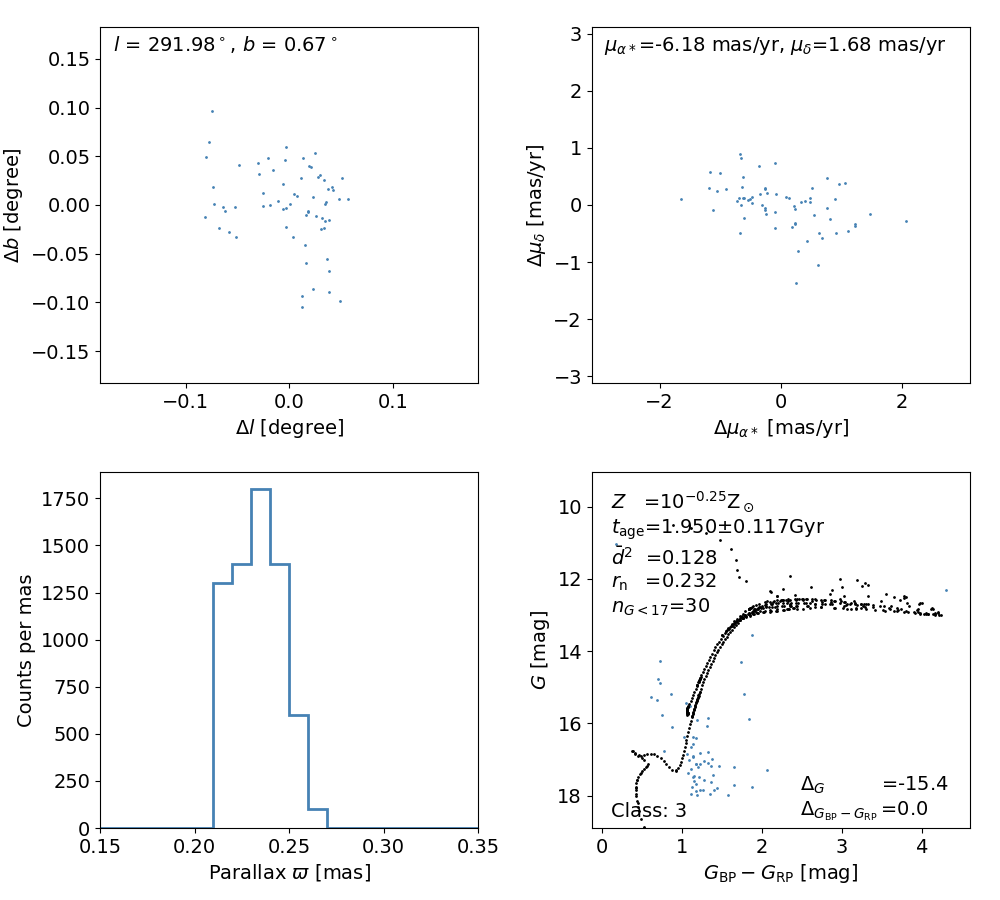 l = 291.98°, b = 0.67°
0.15
0.10
0.05
0.00
−0.05
−0.10
−0.15
−0.1
0.0
0.1
Δl [degree]
Δb [degree]
μα*=-6.18 mas/yr, μδ=1.68 mas/yr
3
2
1
0
−1
−2
−3
−2
0
2
Δμα* [mas/yr]
Δμδ [mas/yr]
1750
1500
1250
1000
750
500
250
0
0.15
0.20
0.25
0.30
0.35
Parallax ϖ [mas]
Counts per mas
Z =10^−0.25 Z⊙
tage=1.950±0.117Gyr
d̄² =0.128
rn =0.232
nG<17=30
ΔG =-15.4
ΔGBP−GRP=0.0
Class: 3
10
12
14
16
18
0
1
2
3
4
GBP − GRP [mag]
G [mag]